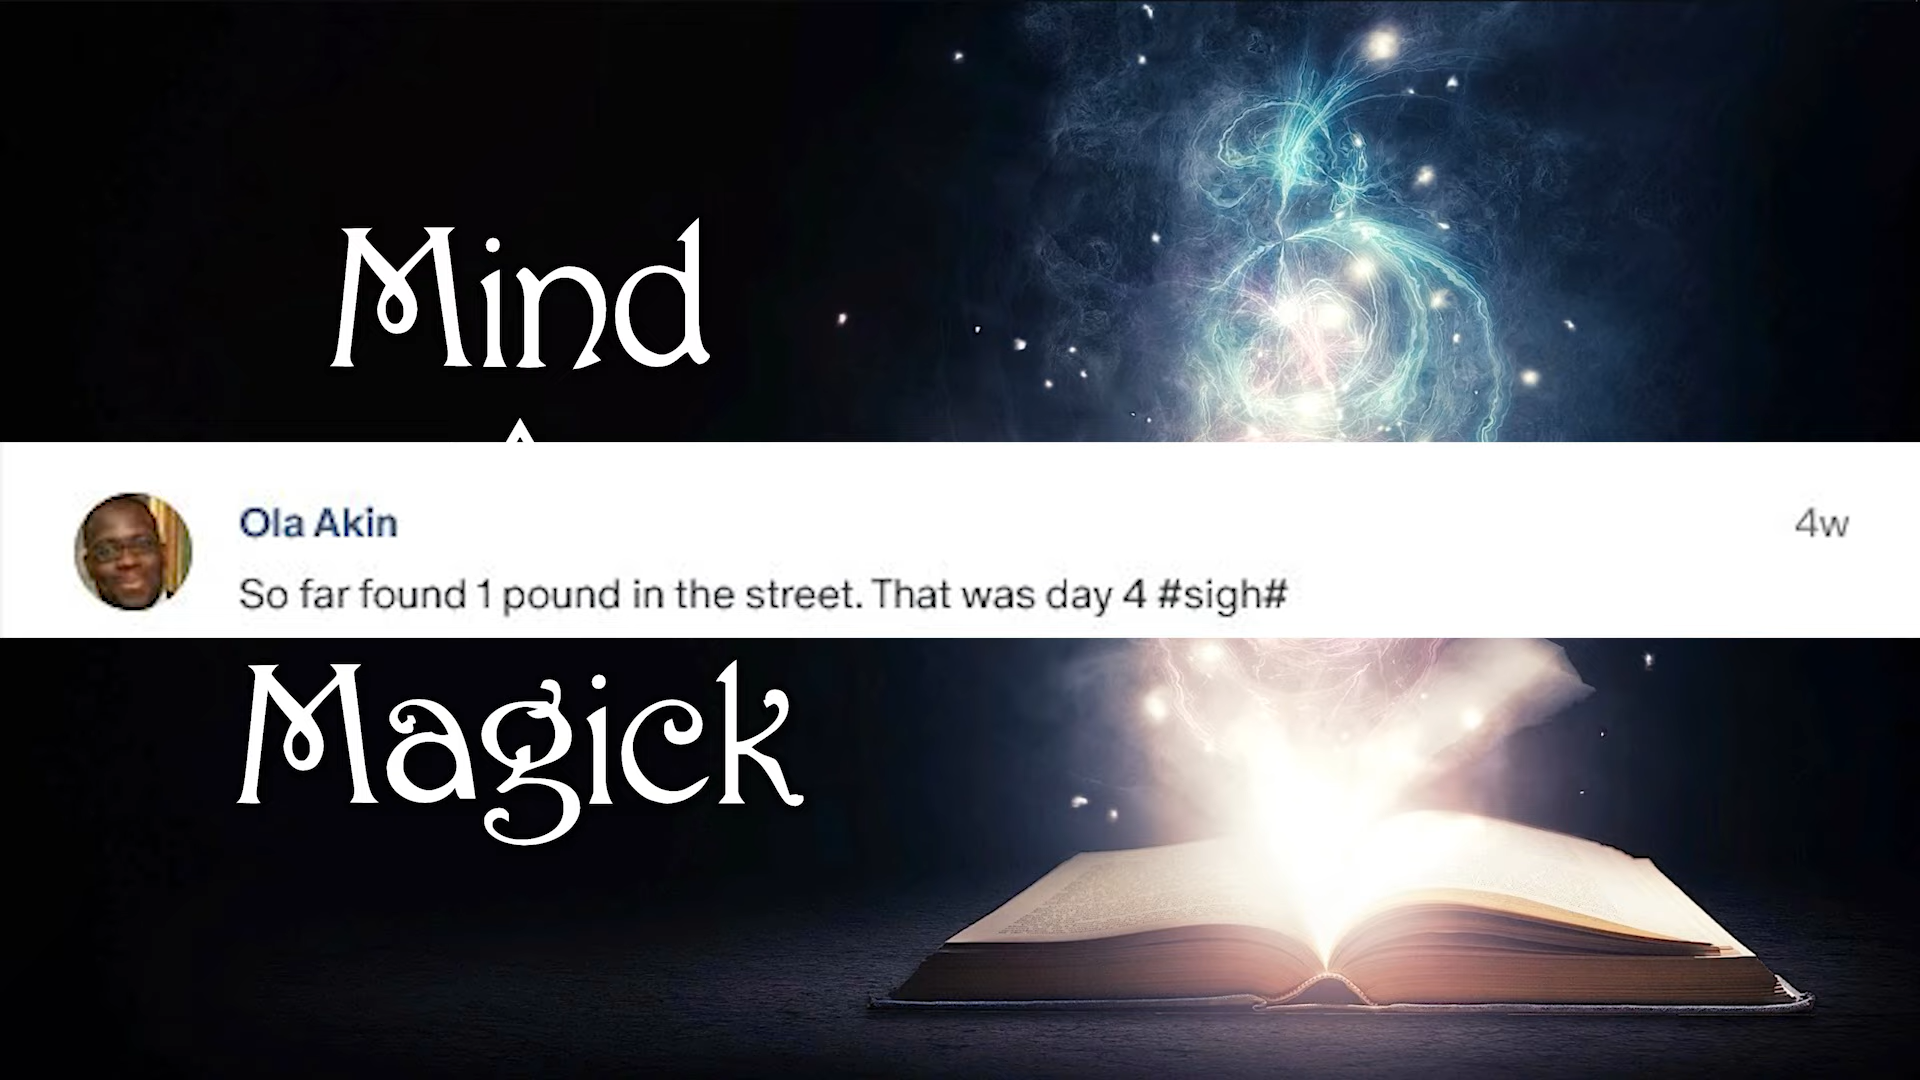 Mind
Ola Akin
4w
So far found 1 pound in the street. That was day 4 #sigh#
Magick